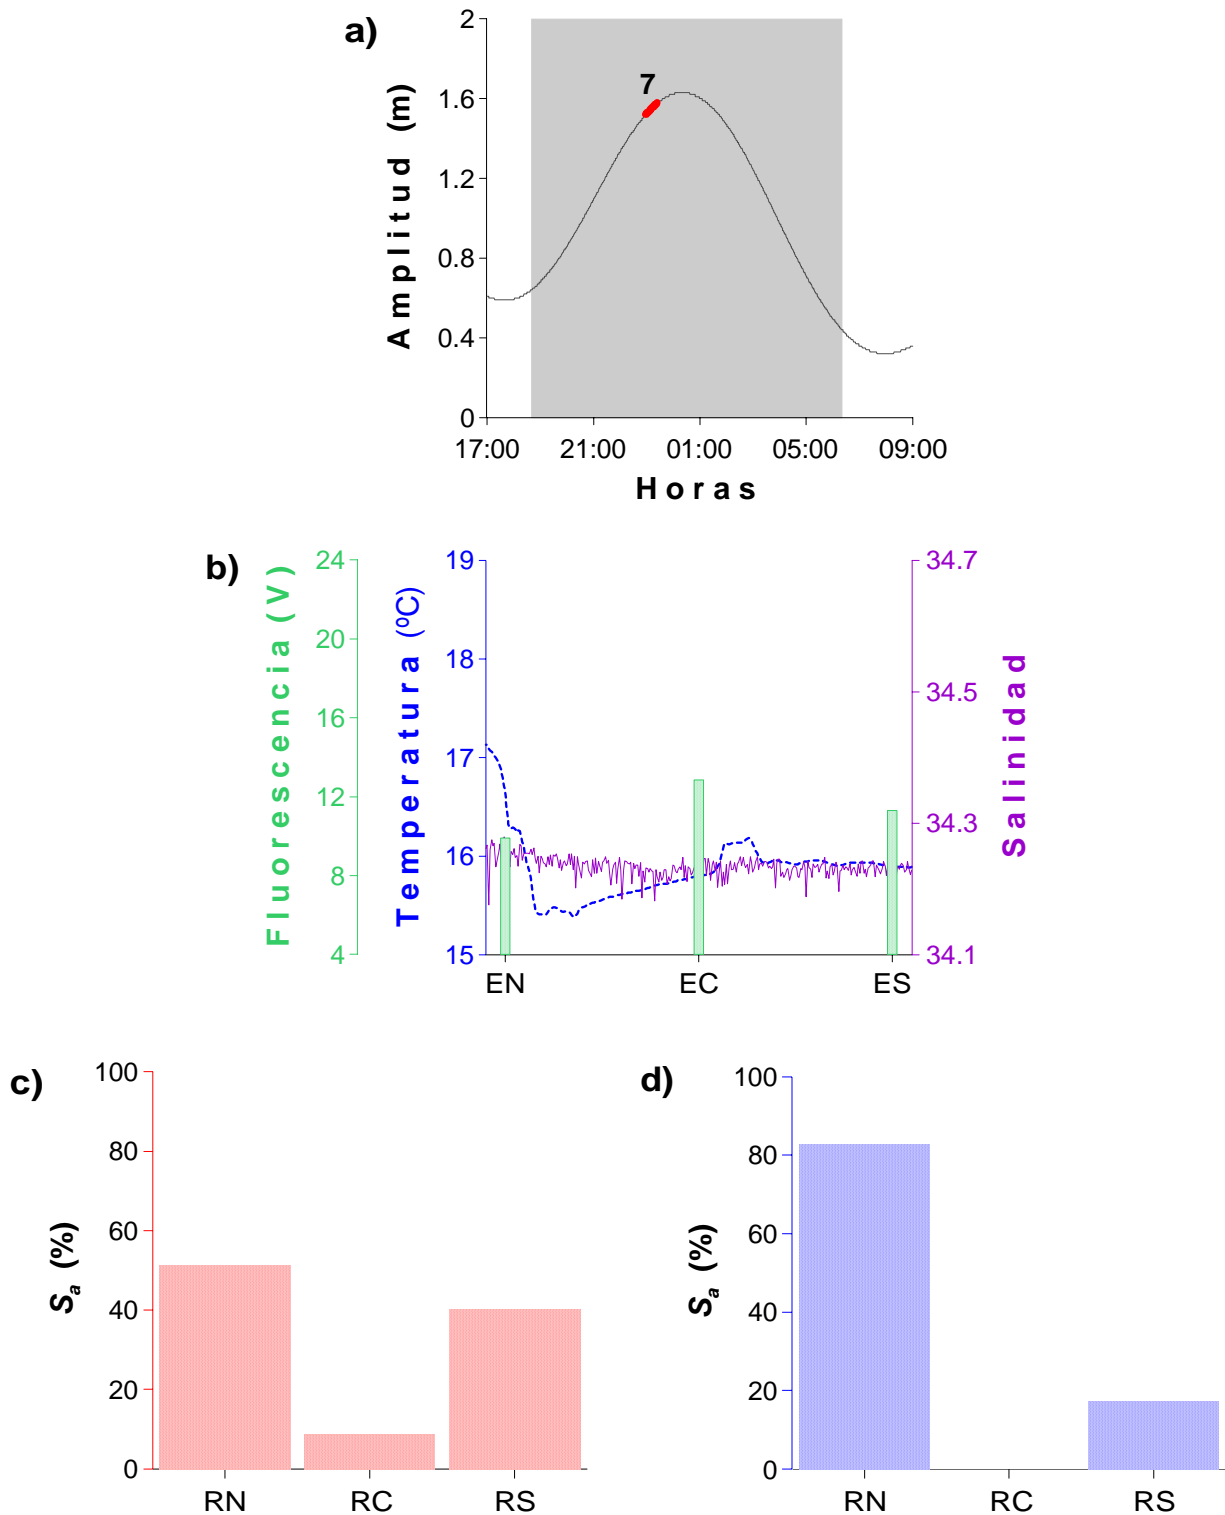 a)
Amplitud (m)
2
1.6
1.2
0.8
0.4
0
7
17:00 21:00 01:00 05:00 09:00
Horas
b)
Fluorescencia (V)
24
20
16
12
8
4
Temperatura (ºC)
19
18
17
16
15
34.7
34.5
34.3
34.1
Salinidad
EN EC ES
c)
Sa (%)
100
80
60
40
20
0
RN RC RS
d)
Sa (%)
100
80
60
40
20
0
RN RC RS